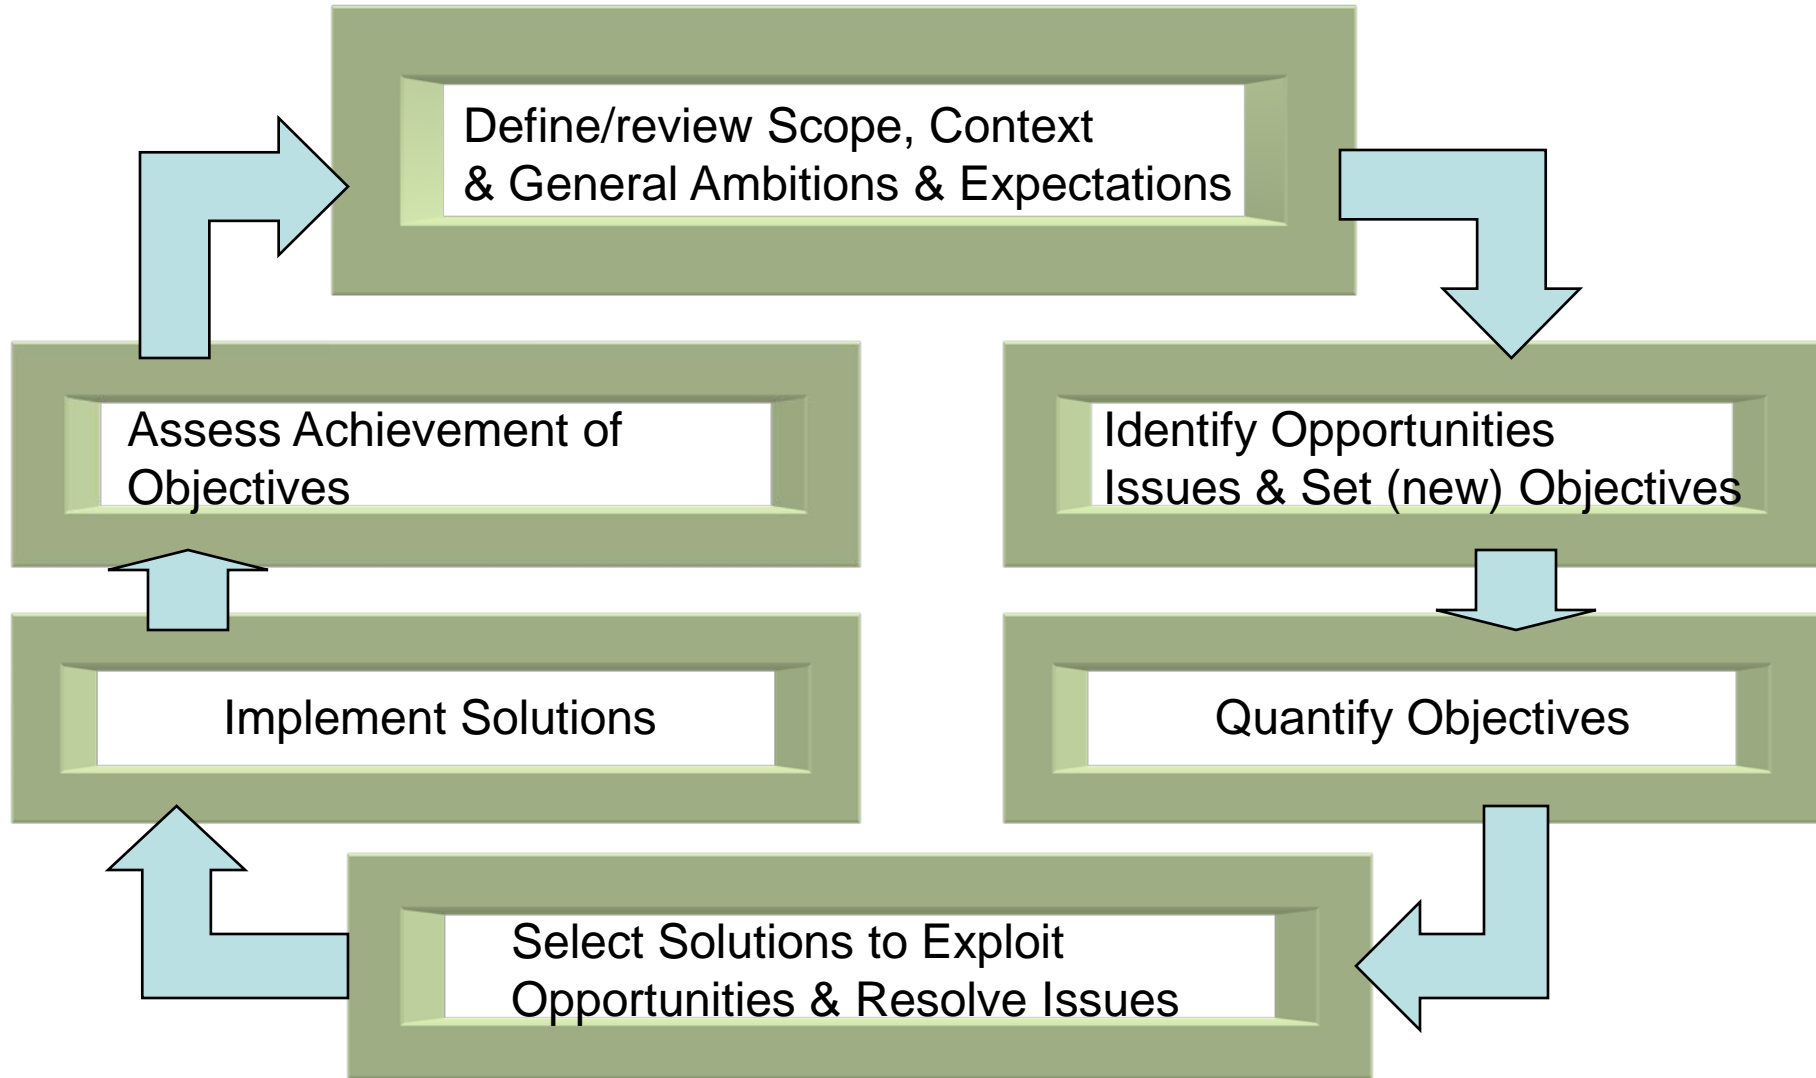 Define/review Scope, Context
& General Ambitions & Expectations
Identify Opportunities
Issues & Set (new) Objectives
Quantify Objectives
Select Solutions to Exploit
Opportunities & Resolve Issues
Implement Solutions
Assess Achievement of
Objectives